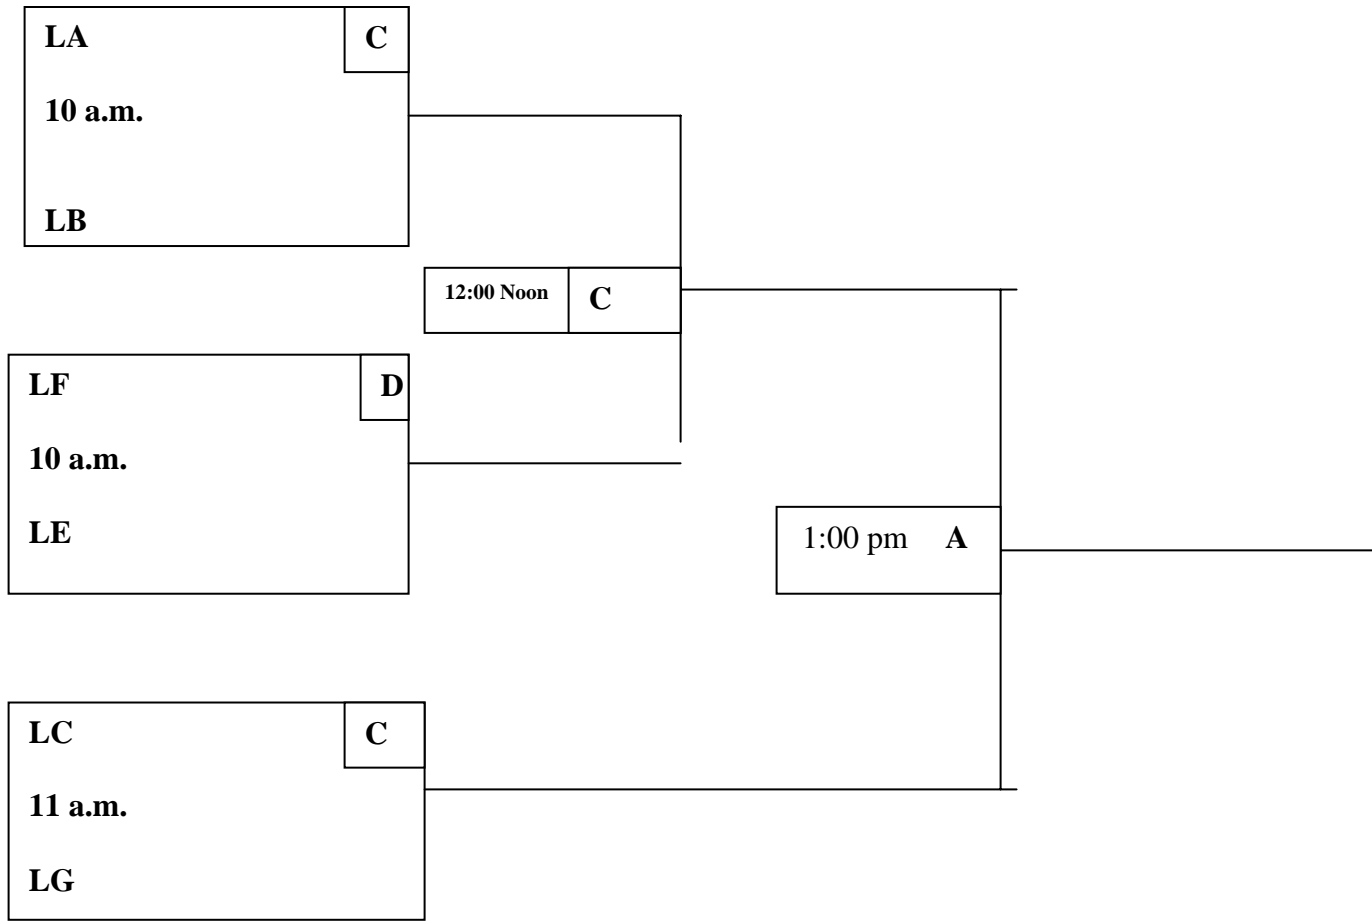 LA C
10 a.m.
LB
12:00 Noon C
LF D
10 a.m.
LE
1:00 pm A
LC C
11 a.m.
LG